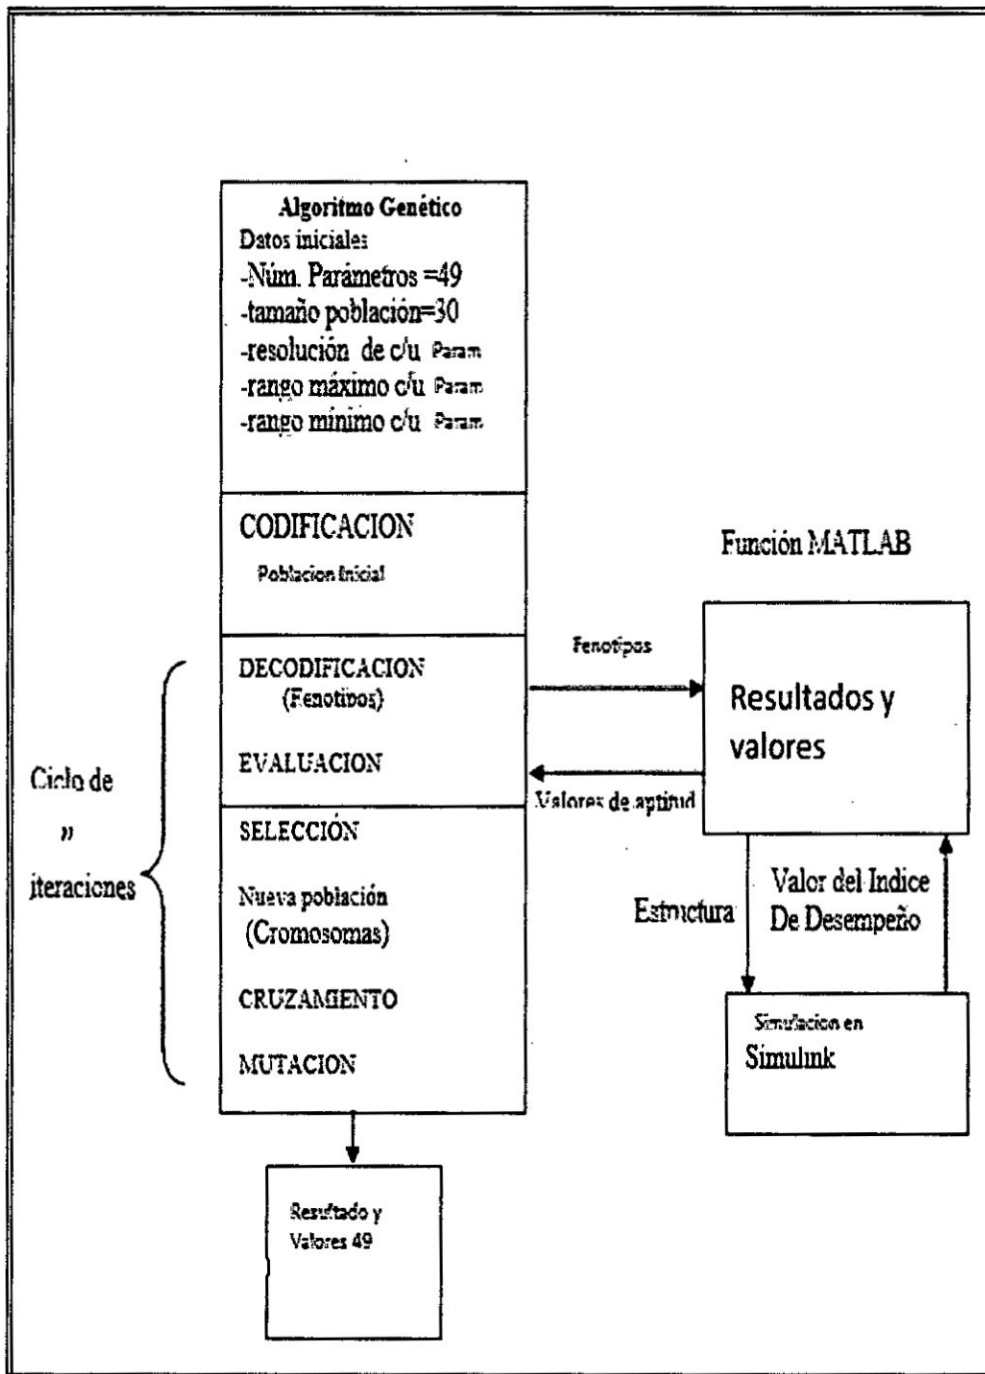 Algoritmo Genético
Datos iniciales
-Núm. Parámetros =49
-tamaño población=30
-resolución de c/u Param
-rango máximo c/u Param
-rango mínimo c/u Param
CODIFICACION
Poblacion Inicial
DECODIFICACION
(Fenotipos)
EVALUACION
SELECCIÓN
Nueva población
(Cromosomas)
CRUZAMIENTO
MUTACION
Ciclo de
n
iteraciones
Resultado y
Valores 49
Función MATLAB
Fenotipos
Resultados y
valores
Valores de aptitud
Estructura
Valor del Indice
De Desempeño
Simulacion en
Simulink